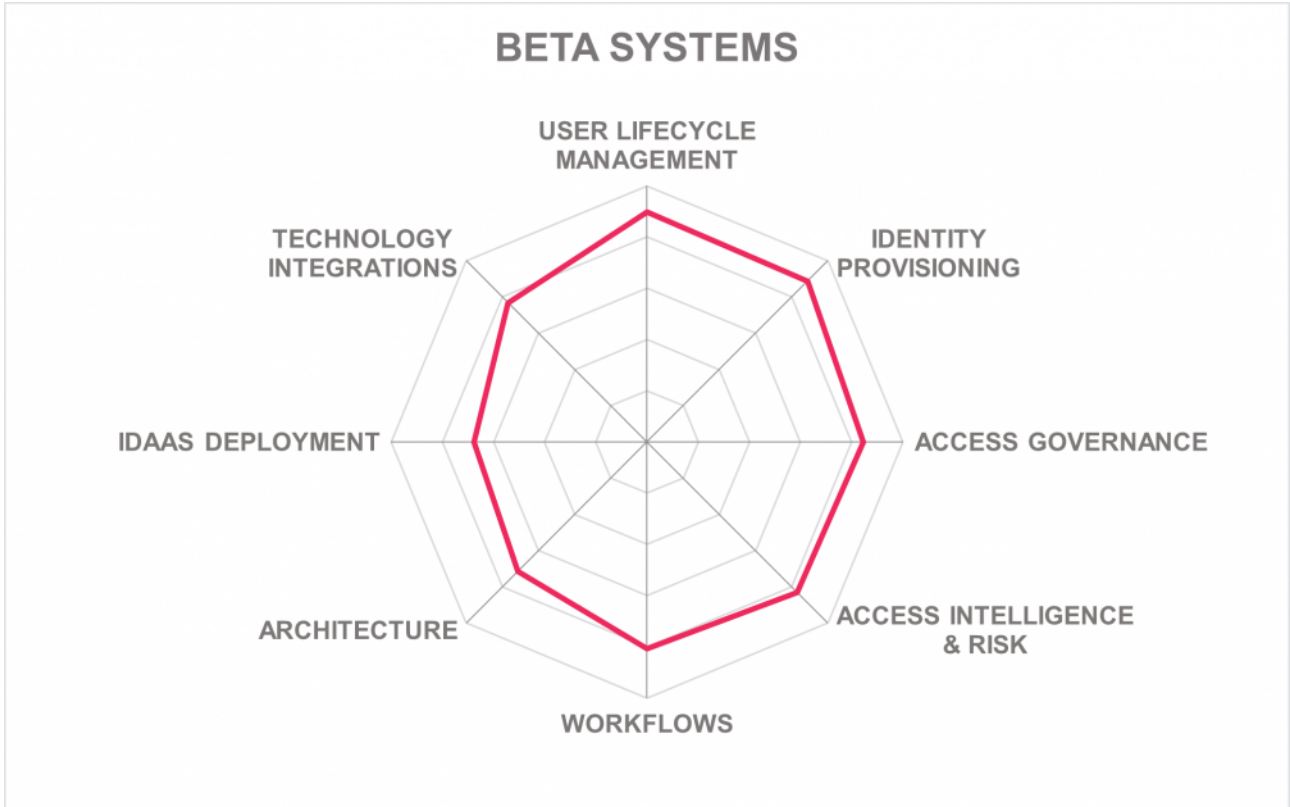 BETA SYSTEMS
USER LIFECYCLE
MANAGEMENT
IDENTITY
PROVISIONING
ACCESS GOVERNANCE
ACCESS INTELLIGENCE
& RISK
WORKFLOWS
ARCHITECTURE
IDAAS DEPLOYMENT
TECHNOLOGY
INTEGRATIONS